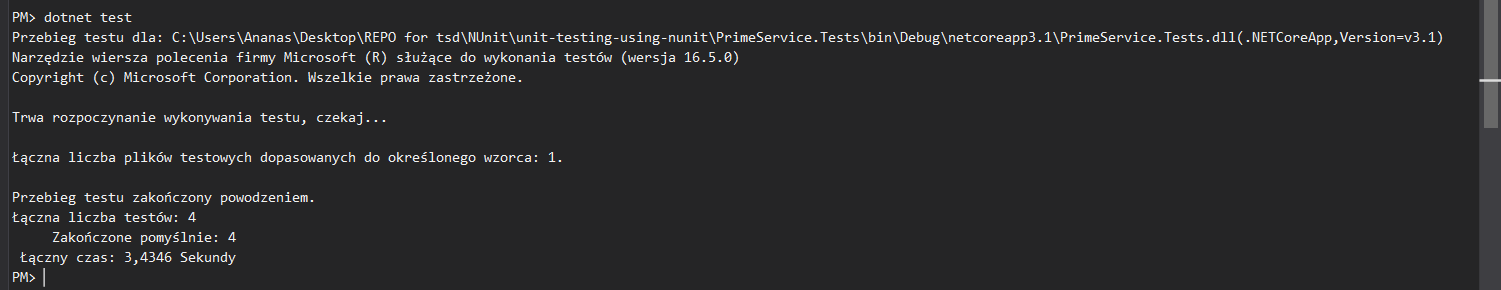 PM> dotnet test
Przebieg testu dla: C:\Users\Ananas\Desktop\REPO for tsd\NUnit\unit-testing-using-nunit\PrimeService.Tests\bin\Debug\netcoreapp3.1\PrimeService.Tests.dll(.NETCoreApp,Version=v3.1)
Narzędzie wiersza polecenia firmy Microsoft (R) służące do wykonania testów (wersja 16.5.0)
Copyright (c) Microsoft Corporation. Wszelkie prawa zastrzeżone.
Trwa rozpoczynanie wykonywania testu, czekaj...
Łączna liczba plików testowych dopasowanych do określonego wzorca: 1.
Przebieg testu zakończony powodzeniem.
Łączna liczba testów: 4
Zakończone pomyślnie: 4
Łączny czas: 3,4346 Sekundy
PM>